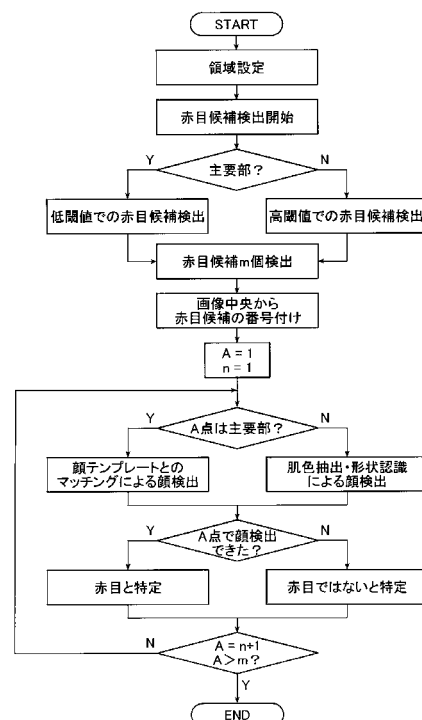 START
領域設定
赤目候補検出開始
主要部?
Y
N
低閾値での赤目候補検出
高閾値での赤目候補検出
赤目候補m個検出
画像中央から
赤目候補の番号付け
A = 1
n = 1
A点は主要部?
Y
N
顔テンプレートとの
マッチングによる顔検出
肌色抽出・形状認識
による顔検出
A点で顔検出
できた?
Y
N
赤目と特定
赤目ではないと特定
A = n+1
A>m?
N
Y
END